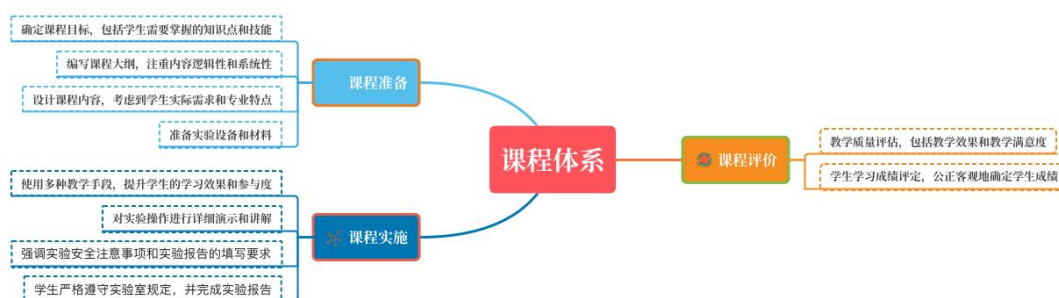 课程体系
课程准备
确定课程目标，包括学生需要掌握的知识点和技能
编写课程大纲，注重内容逻辑性和系统性
设计课程内容，考虑到学生实际需求和专业特点
准备实验设备和材料
课程实施
使用多种教学手段，提升学生的学习效果和参与度
对实验操作进行详细演示和讲解
强调实验安全注意事项和实验报告的填写要求
学生严格遵守实验室规定，并完成实验报告
课程评价
教学质量评估，包括教学效果和教学满意度
学生学习成绩评定，公正客观地确定学生成绩